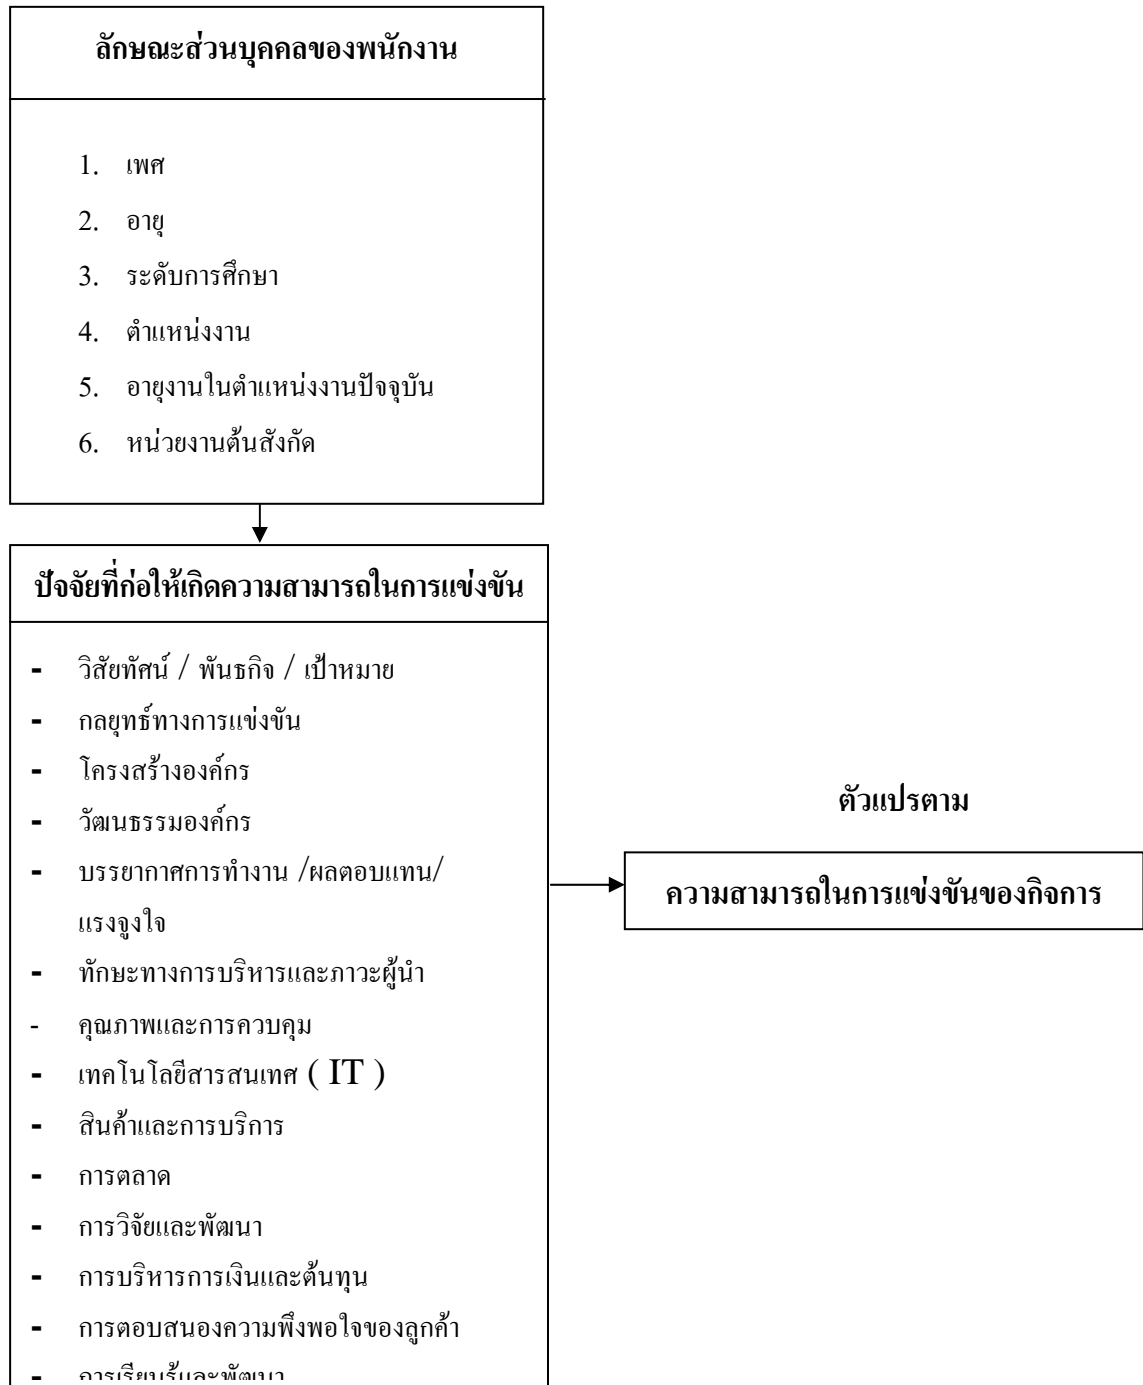 ลักษณะส่วนบุคคลของพนักงาน
1. เพศ
2. อายุ
3. ระดับการศึกษา
4. ตำแหน่งงาน
5. อายุงานในตำแหน่งงานปัจจุบัน
6. หน่วยงานต้นสังกัด
ปัจจัยที่ก่อให้เกิดความสามารถในการแข่งขัน
- วิสัยทัศน์ / พันธกิจ / เป้าหมาย
- กลยุทธ์ทางการแข่งขัน
- โครงสร้างองค์กร
- วัฒนธรรมองค์กร
- บรรยากาศการทำงาน /ผลตอบแทน/
แรงจูงใจ
- ทักษะทางการบริหารและภาวะผู้นำ
- คุณภาพและการควบคุม
- เทคโนโลยีสารสนเทศ ( IT )
- สินค้าและการบริการ
- การตลาด
- การวิจัยและพัฒนา
- การบริหารการเงินและต้นทุน
- การตอบสนองความพึงพอใจของลูกค้า
- การเรียนรู้และพัฒนา
ตัวแปรตาม
ความสามารถในการแข่งขันของกิจการ